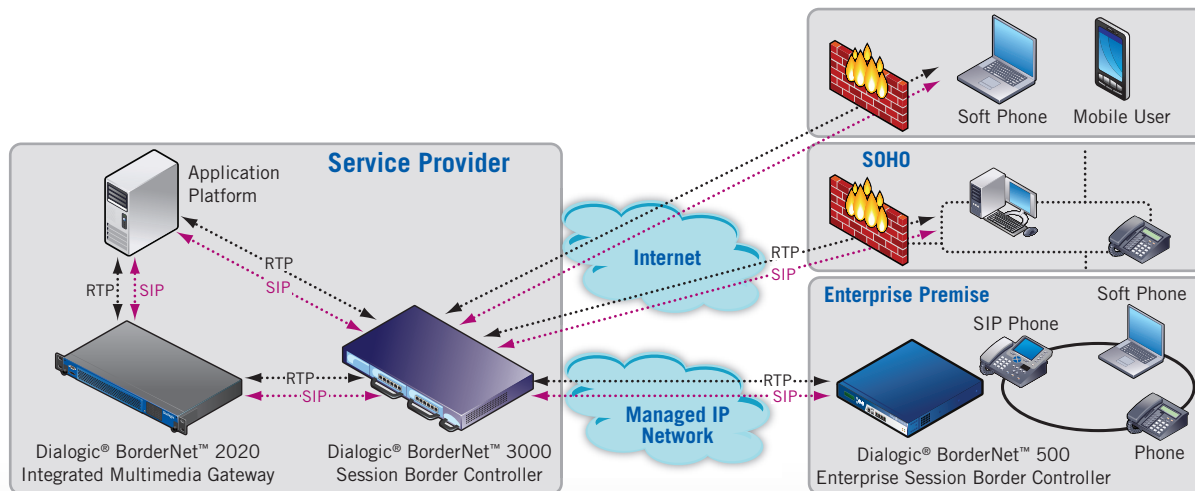 Service Provider
Application
Platform
RTP
SIP
RTP
SIP
RTP
SIP
Dialogic® BorderNet™ 2020
Integrated Multimedia Gateway
Dialogic® BorderNet™ 3000
Session Border Controller
Internet
RTP
SIP
Managed IP
Network
RTP
SIP
Soft Phone
Mobile User
SOHO
Enterprise Premise
Soft Phone
SIP Phone
Phone
Dialogic® BorderNet™ 500
Enterprise Session Border Controller